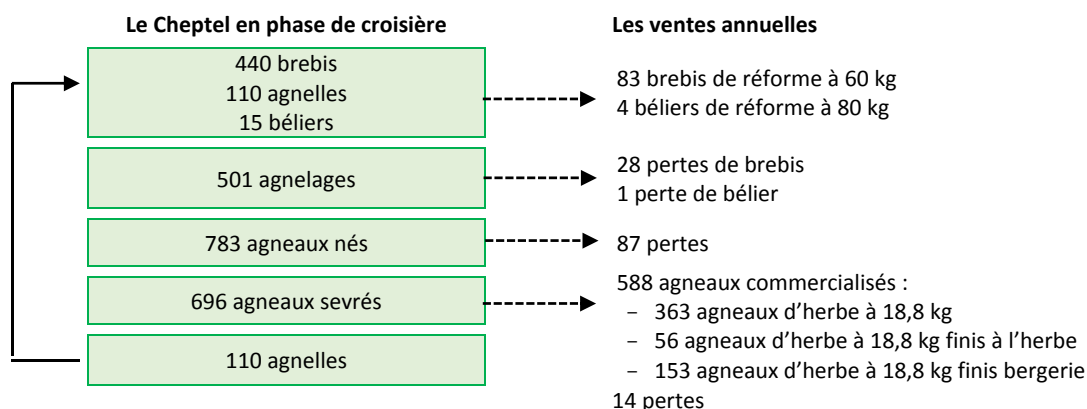 Le Cheptel en phase de croisière
Les ventes annuelles
440 brebis
110 agnelles
15 béliers
83 brebis de réforme à 60 kg
4 béliers de réforme à 80 kg
501 agnelages
28 pertes de brebis
1 perte de bélier
783 agneaux nés
87 pertes
696 agneaux sevrés
588 agneaux commercialisés :
– 363 agneaux d’herbe à 18,8 kg
– 56 agneaux d’herbe à 18,8 kg finis à l’herbe
– 153 agneaux d’herbe à 18,8 kg finis bergerie
14 pertes
110 agnelles